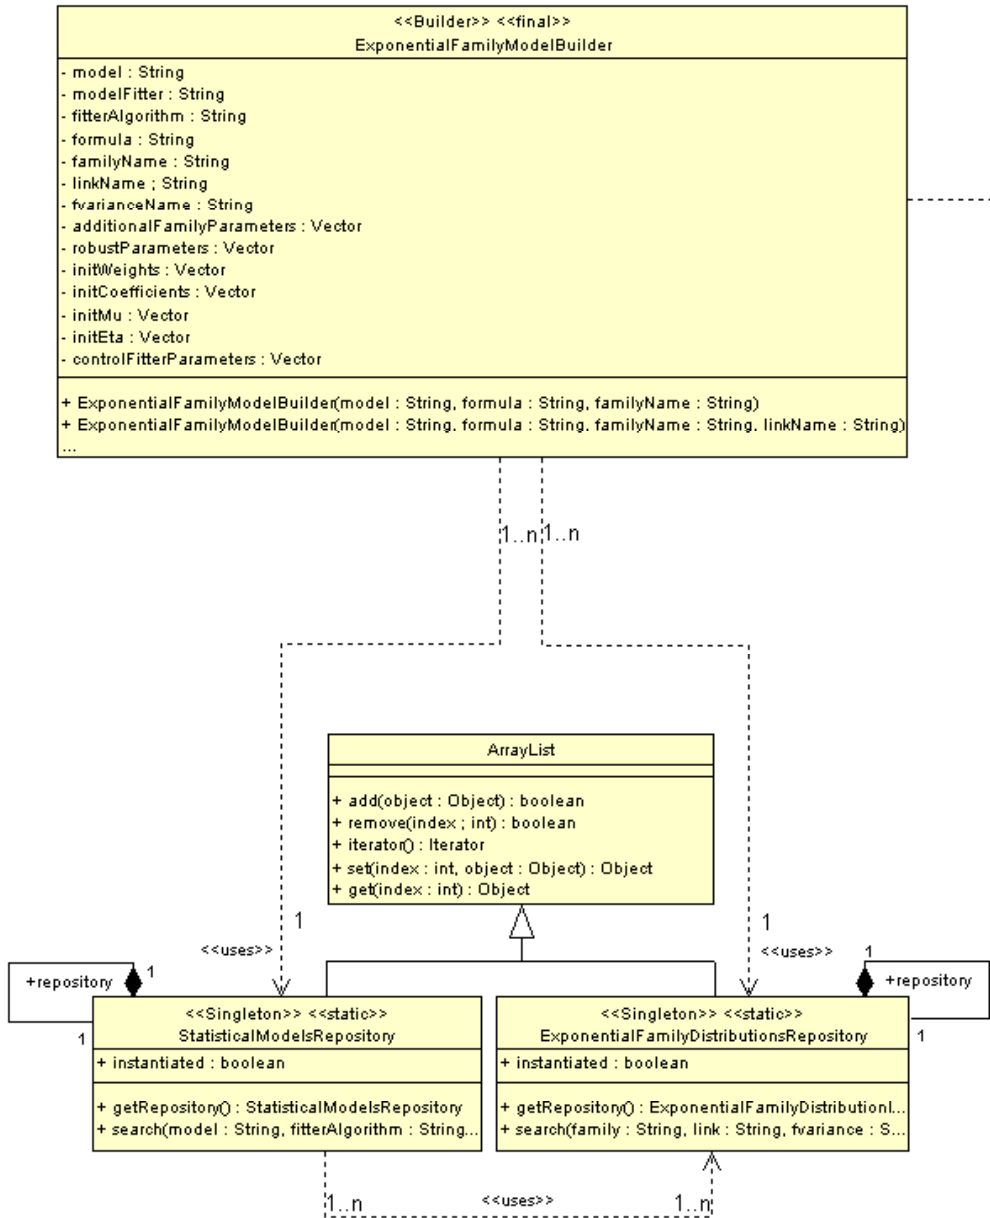 <<Builder>> <<final>>
ExponentialFamilyModelBuilder
- model : String
- modelFitter : String
- fitterAlgorithm : String
- formula : String
- familyName : String
- linkName ; String
- fvarianceName : String
- additionalFamilyParameters : Vector
- robustParameters : Vector
- initWeights : Vector
- initCoefficients : Vector
- initMu : Vector
- initEta : Vector
- controlFitterParameters : Vector
+ ExponentialFamilyModelBuilder(model : String, formula : String, familyName : String)
+ ExponentialFamilyModelBuilder(model : String, formula : String, familyName : String, linkName : String)
...
1..n
1..n
ArrayList
+ add(object : Object) : boolean
+ remove(index ; int) : boolean
+ iterator() : Iterator
+ set(index : int, object : Object) : Object
+ get(index : int) : Object
1
1
<<uses>>
<<uses>>
+repository
1
1
<<Singleton>> <<static>>
StatisticalModelsRepository
+ instantiated : boolean
+ getRepository() : StatisticalModelsRepository
+ search(model : String, fitterAlgorithm : String...
1
+repository
1
<<Singleton>> <<static>>
ExponentialFamilyDistributionsRepository
+ instantiated : boolean
+ getRepository() : ExponentialFamilyDistributionI...
+ search(family : String, link : String, fvariance : S...
1..n
<<uses>>
1..n